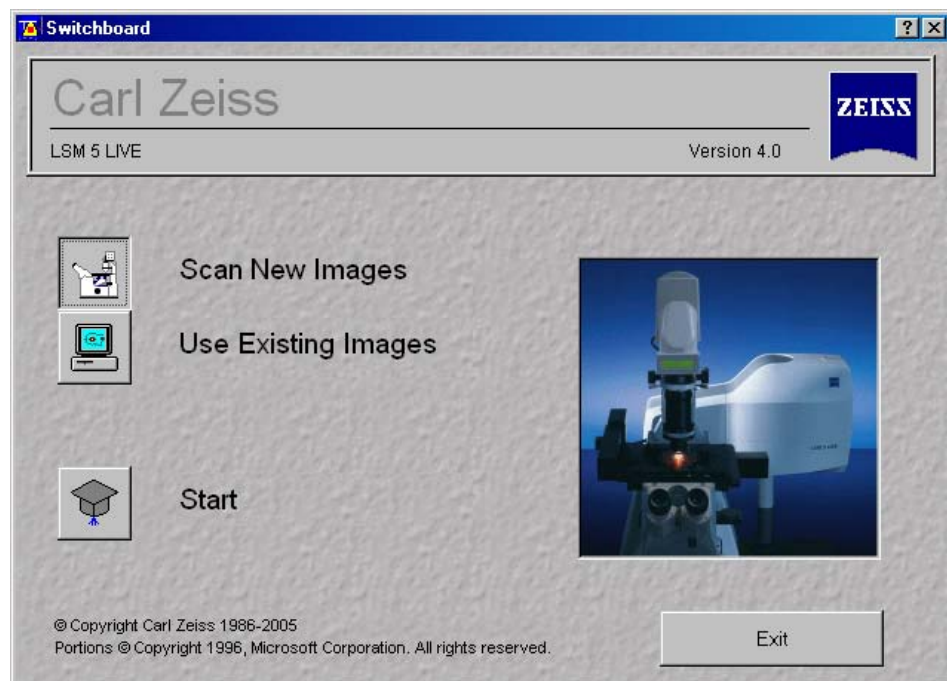 Switchboard
Carl Zeiss
ZEISS
LSM 5 LIVE
Version 4.0
Scan New Images
Use Existing Images
Start
© Copyright Carl Zeiss 1986-2005
Portions © Copyright 1996, Microsoft Corporation. All rights reserved.
Exit